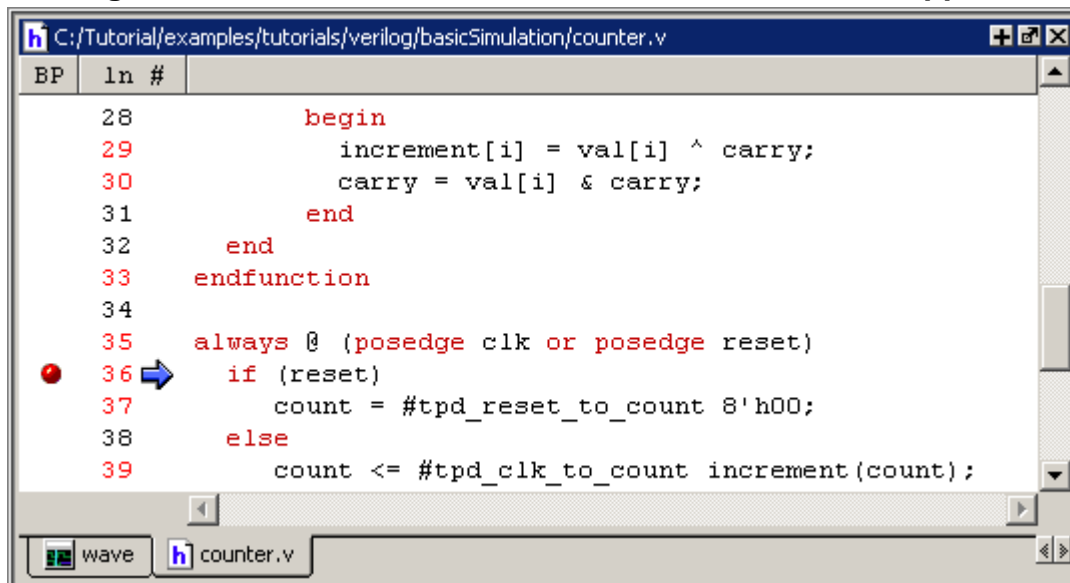 h C:/Tutorial/examples/tutorials/verilog/basicSimulation/counter.v
BP ln #
28 begin
29 increment[i] = val[i] ^ carry;
30 carry = val[i] & carry;
31 end
32 end
33 endfunction
34
35 always @ (posedge clk or posedge reset)
36 if (reset)
37 count = #tpd_reset_to_count 8'h00;
38 else
39 count <= #tpd_clk_to_count increment(count);
wave h counter.v